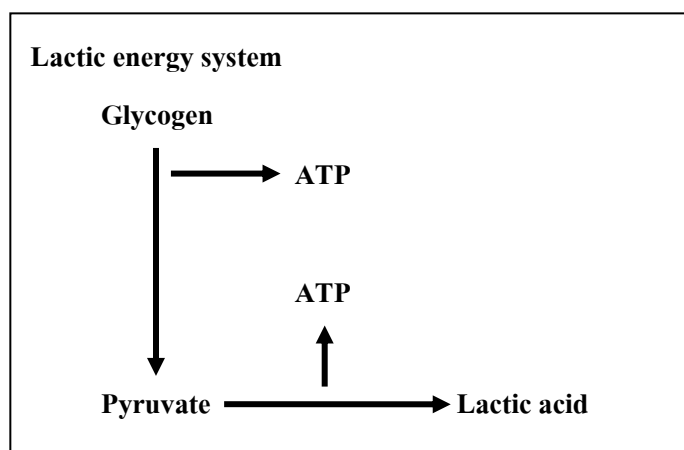 Lactic energy system
Glycogen
ATP
ATP
Pyruvate
Lactic acid